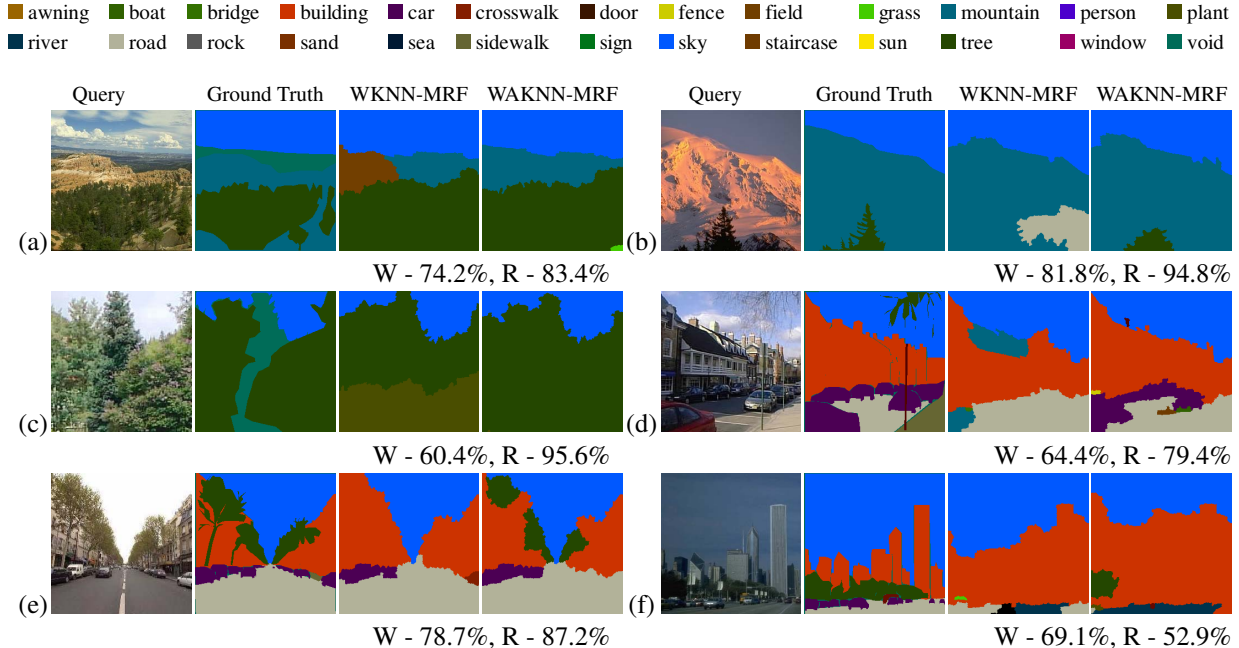 awning boat bridge building car crosswalk door fence field grass mountain person plant
river road rock sand sea sidewalk sign sky staircase sun tree window void
Query Ground Truth WKNN-MRF WAKNN-MRF Query Ground Truth WKNN-MRF WAKNN-MRF
(a) (b)
W - 74.2%, R - 83.4% W - 81.8%, R - 94.8%
(c) (d)
W - 60.4%, R - 95.6% W - 64.4%, R - 79.4%
(e) (f)
W - 78.7%, R - 87.2% W - 69.1%, R - 52.9%